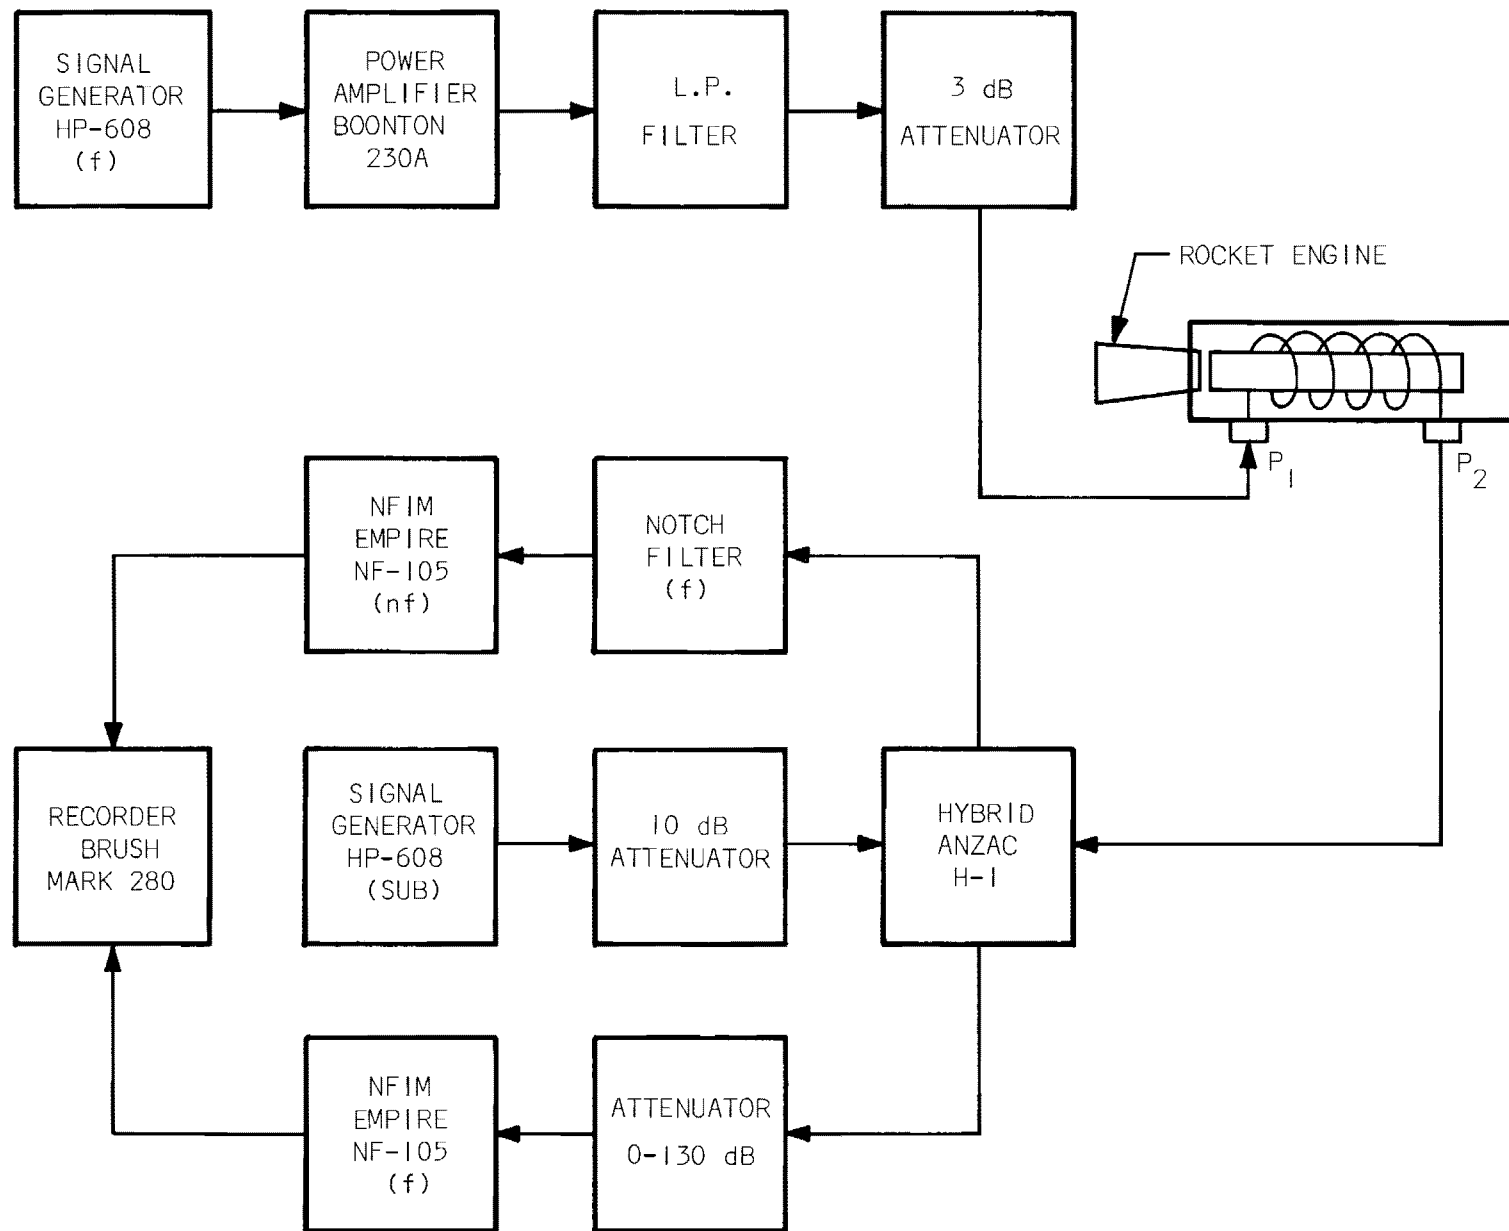 SIGNAL
GENERATOR
HP-608
(f)
POWER
AMPLIFIER
BOONTON
230A
L.P.
FILTER
3 dB
ATTENUATOR
ROCKET ENGINE
P1
P2
NFIM
EMPIRE
NF-105
(nf)
NOTCH
FILTER
(f)
RECORDER
BRUSH
MARK 280
SIGNAL
GENERATOR
HP-608
(SUB)
10 dB
ATTENUATOR
HYBRID
ANZAC
H-1
NFIM
EMPIRE
NF-105
(f)
ATTENUATOR
0-130 dB